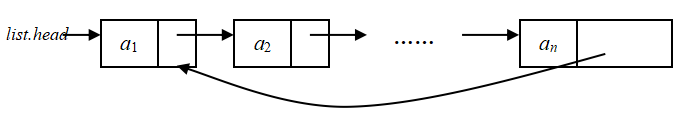 list.head a₁ a₂ …… aₙ